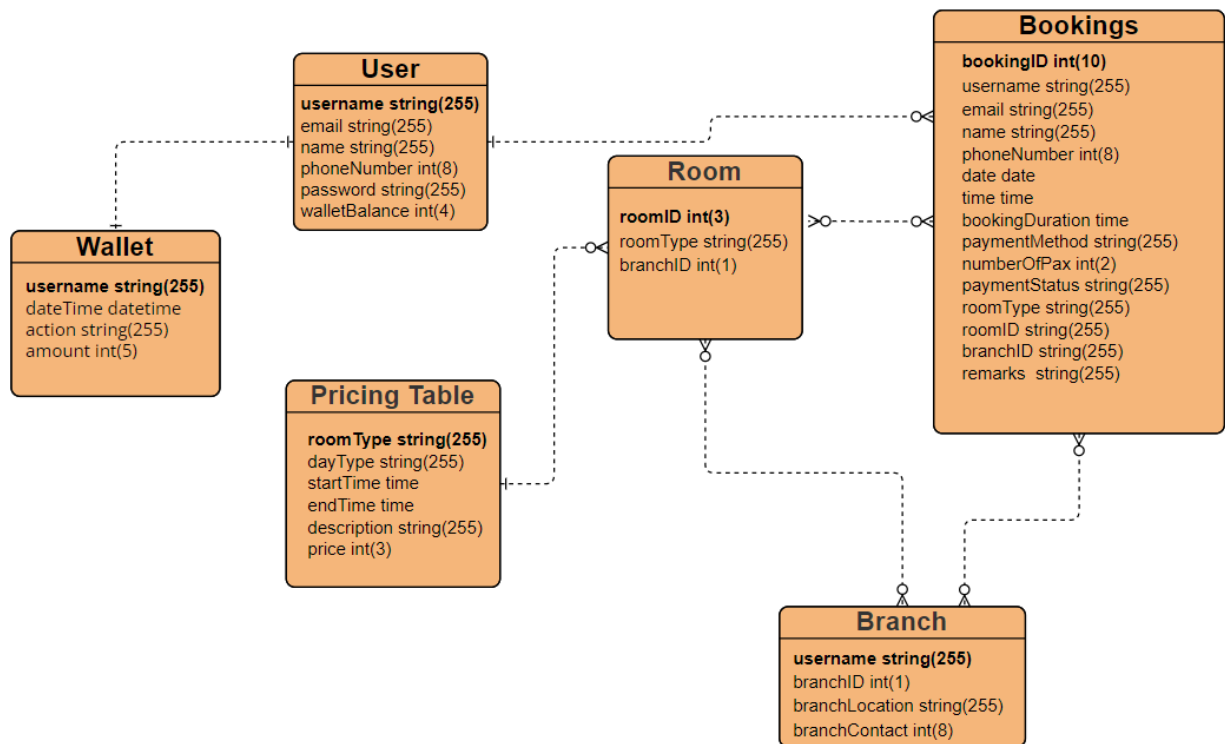 User
username string(255)
email string(255)
name string(255)
phoneNumber int(8)
password string(255)
walletBalance int(4)
Wallet
username string(255)
dateTime datetime
action string(255)
amount int(5)
Pricing Table
roomType string(255)
dayType string(255)
startTime time
endTime time
description string(255)
price int(3)
Room
roomID int(3)
roomType string(255)
branchID int(1)
Bookings
bookingID int(10)
username string(255)
email string(255)
name string(255)
phoneNumber int(8)
date date
time time
bookingDuration time
paymentMethod string(255)
numberOfPax int(2)
paymentStatus string(255)
roomType string(255)
roomID string(255)
branchID string(255)
remarks string(255)
Branch
username string(255)
branchID int(1)
branchLocation string(255)
branchContact int(8)